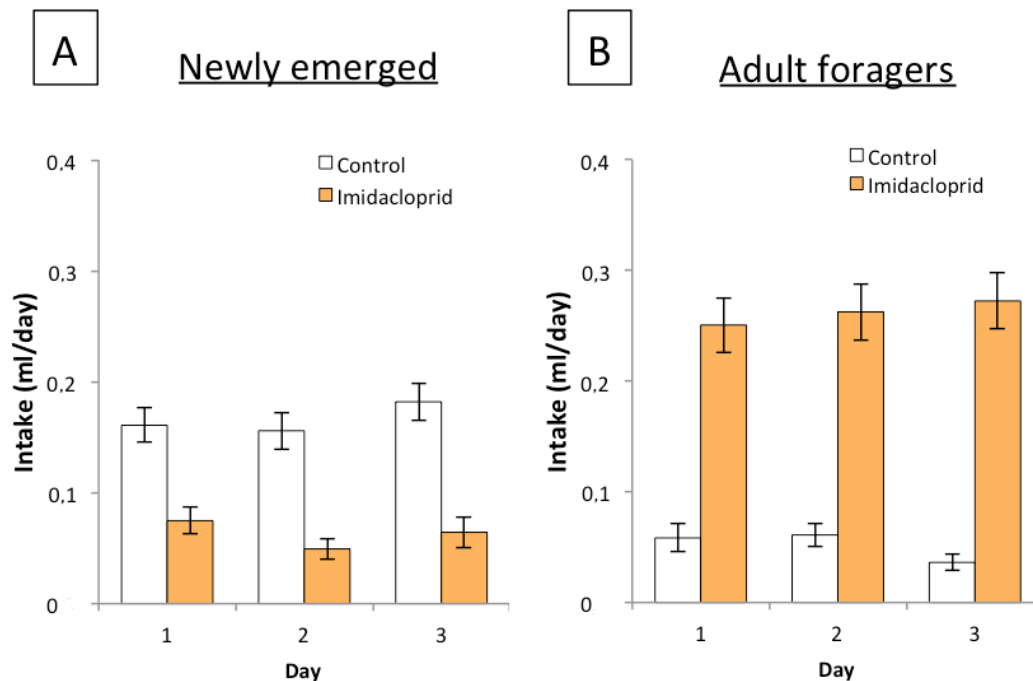 A
Newly emerged
Control
Imidacloprid
0,4
0,3
0,2
0,1
0
Intake (ml/day)
1 2 3
Day
B
Adult foragers
Control
Imidacloprid
0,4
0,3
0,2
0,1
0
Intake (ml/day)
1 2 3
Day